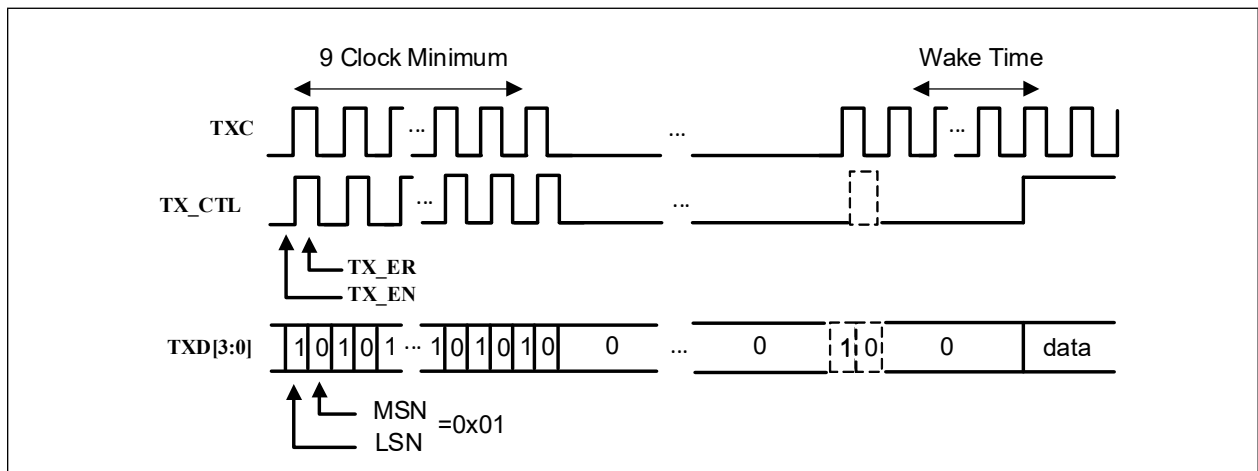 9 Clock Minimum Wake Time
TXC ... ... ...
TX_CTL ... ...
TX_ER
TX_EN
TXD[3:0] 1 0 1 0 1 ... 1 0 1 0 1 0 0 ... 0 1 0 0 data
MSN
=0x01
LSN